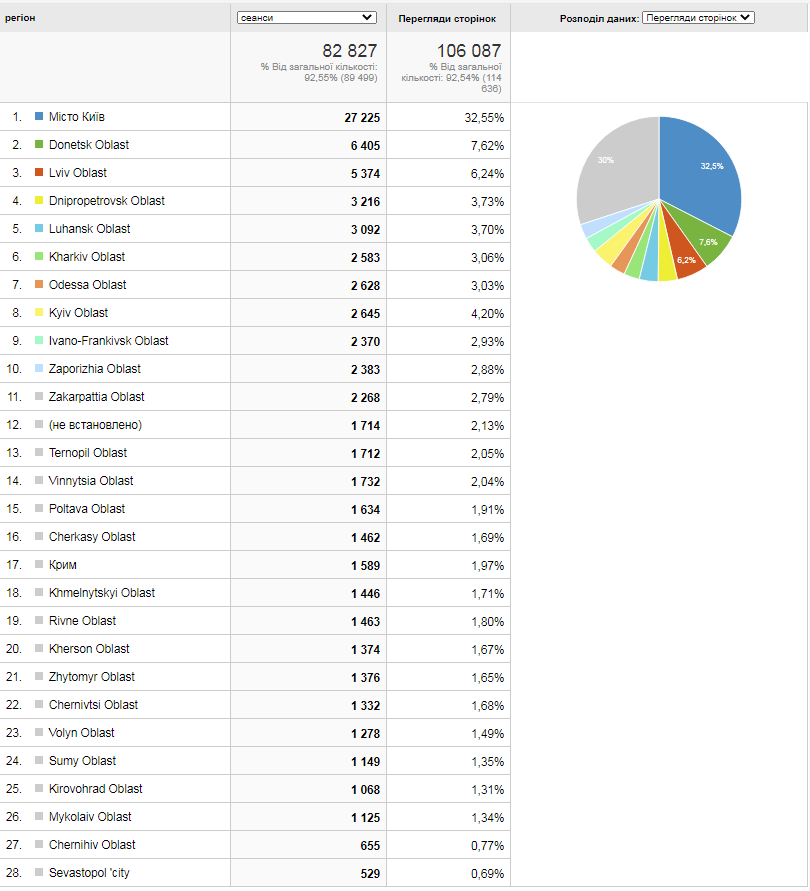 регіон сеанси Перегляди сторінок Розподіл даних: Перегляди сторінок
82 827 106 087
% Від загальної кількості: % Від загальної
92,55% (89 499) кількості: 92,54% (114
636)
1. Місто Київ 27 225 32,55%
2. Donetsk Oblast 6 405 7,62%
3. Lviv Oblast 5 374 6,24%
4. Dnipropetrovsk Oblast 3 216 3,73%
5. Luhansk Oblast 3 092 3,70%
6. Kharkiv Oblast 2 583 3,06%
7. Odessa Oblast 2 628 3,03%
8. Kyiv Oblast 2 645 4,20%
9. Ivano-Frankivsk Oblast 2 370 2,93%
10. Zaporizhia Oblast 2 383 2,88%
11. Zakarpattia Oblast 2 268 2,79%
12. (не встановлено) 1 714 2,13%
13. Ternopil Oblast 1 712 2,05%
14. Vinnytsia Oblast 1 732 2,04%
15. Poltava Oblast 1 634 1,91%
16. Cherkasy Oblast 1 462 1,69%
17. Крим 1 589 1,97%
18. Khmelnytskyi Oblast 1 446 1,71%
19. Rivne Oblast 1 463 1,80%
20. Kherson Oblast 1 374 1,67%
21. Zhytomyr Oblast 1 376 1,65%
22. Chernivtsi Oblast 1 332 1,68%
23. Volyn Oblast 1 278 1,49%
24. Sumy Oblast 1 149 1,35%
25. Kirovohrad Oblast 1 068 1,31%
26. Mykolaiv Oblast 1 125 1,34%
27. Chernihiv Oblast 655 0,77%
28. Sevastopol 'city 529 0,69%
30%
32,5%
7,6%
6,2%